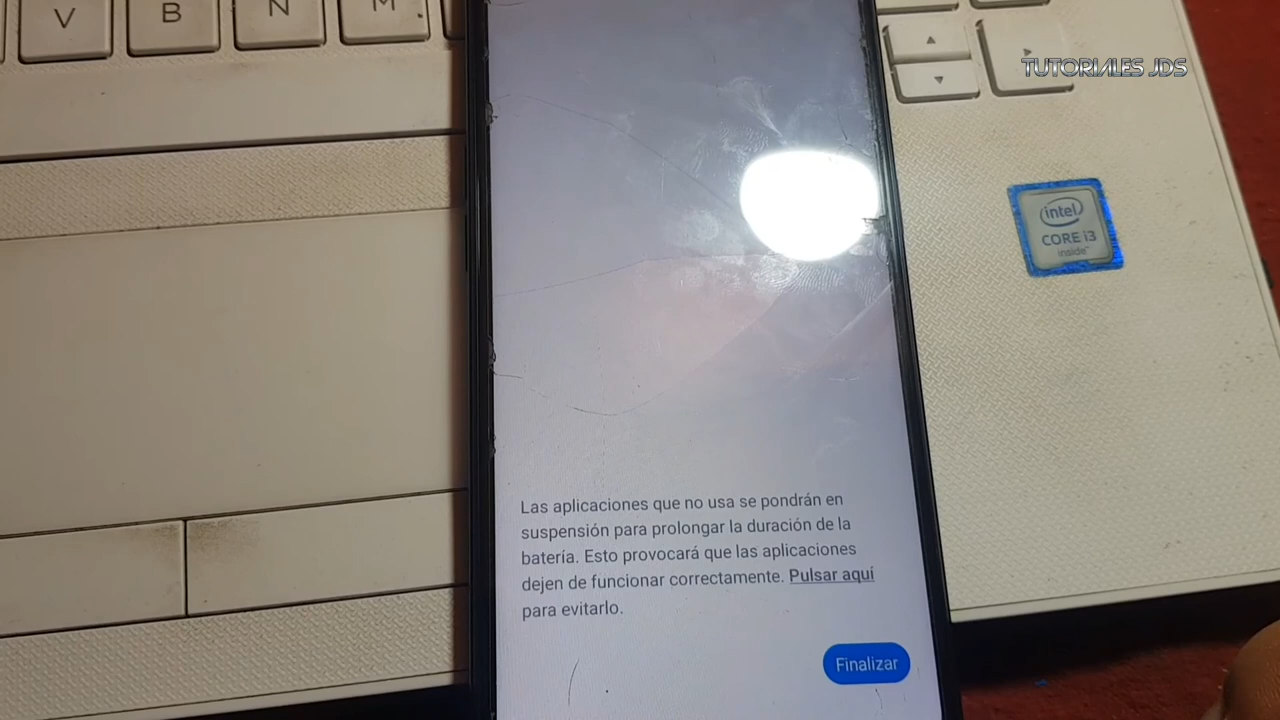 V B N M
TUTORIALES JDS
intel
CORE i3
inside™
Las aplicaciones que no usa se pondrán en
suspensión para prolongar la duración de la
batería. Esto provocará que las aplicaciones
dejen de funcionar correctamente. Pulsar aquí
para evitarlo.
Finalizar